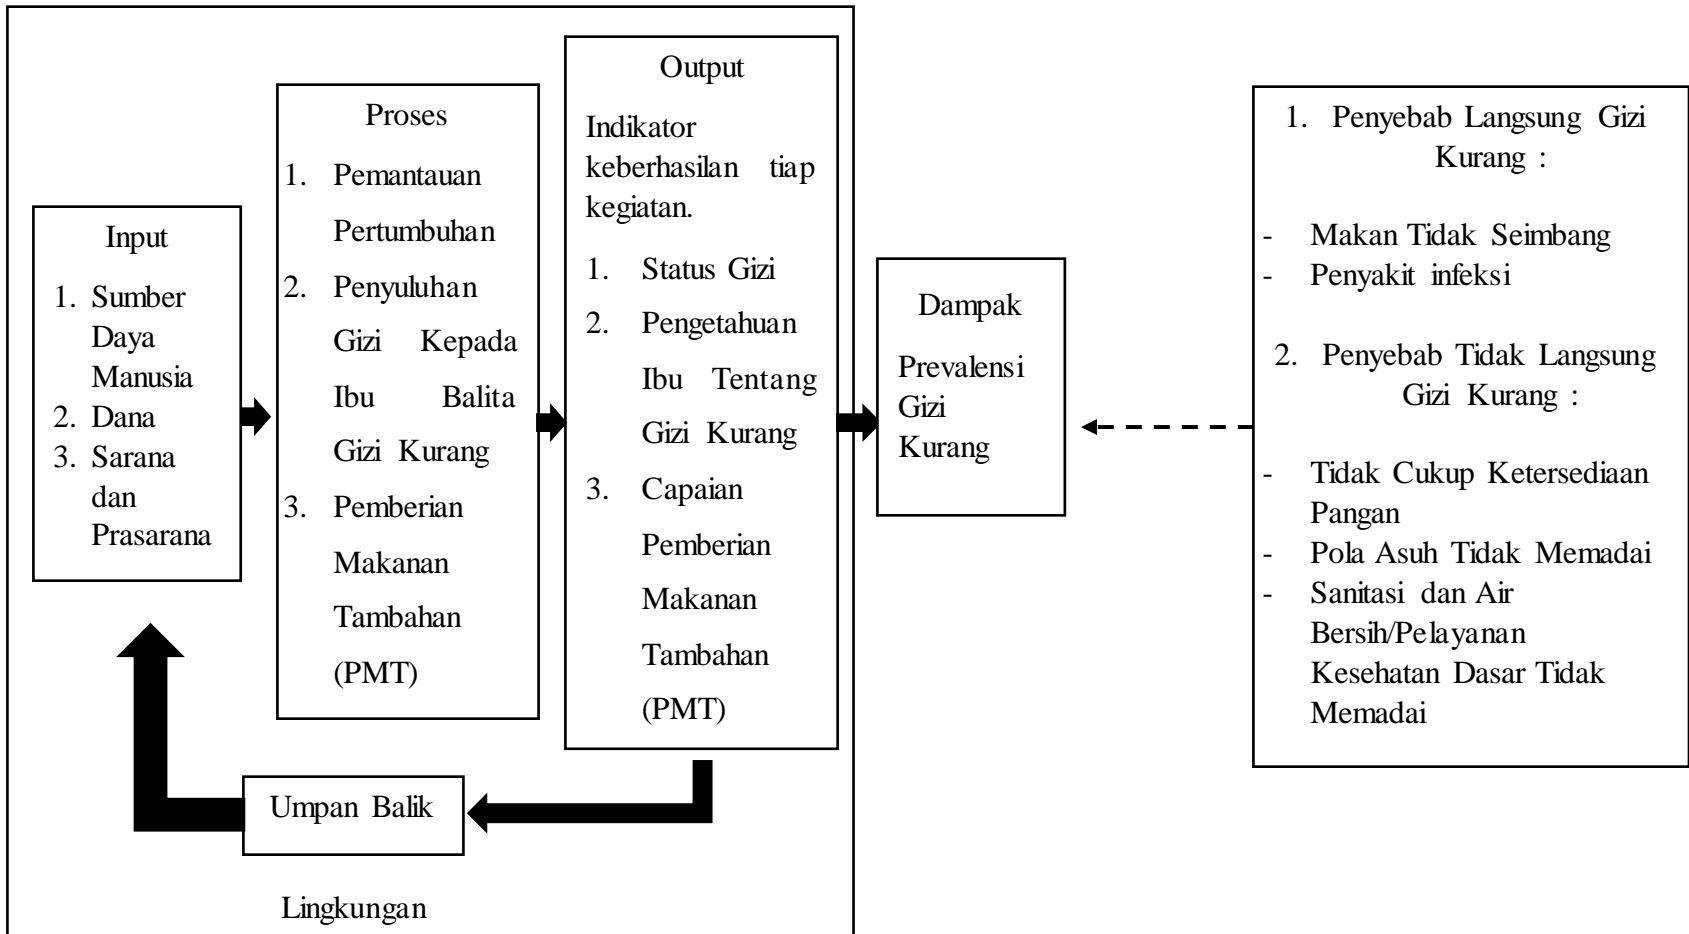 Input
1. Sumber
Daya
Manusia
2. Dana
3. Sarana
dan
Prasarana
Proses
1. Pemantauan
Pertumbuhan
2. Penyuluhan
Gizi Kepada
Ibu Balita
Gizi Kurang
3. Pemberian
Makanan
Tambahan
(PMT)
Output
Indikator
keberhasilan tiap
kegiatan.
1. Status Gizi
2. Pengetahuan
Ibu Tentang
Gizi Kurang
3. Capaian
Pemberian
Makanan
Tambahan
(PMT)
Umpan Balik
Lingkungan
Dampak
Prevalensi
Gizi
Kurang
1. Penyebab Langsung Gizi
Kurang :
- Makan Tidak Seimbang
- Penyakit infeksi
2. Penyebab Tidak Langsung
Gizi Kurang :
- Tidak Cukup Ketersediaan
Pangan
- Pola Asuh Tidak Memadai
- Sanitasi dan Air
Bersih/Pelayanan
Kesehatan Dasar Tidak
Memadai